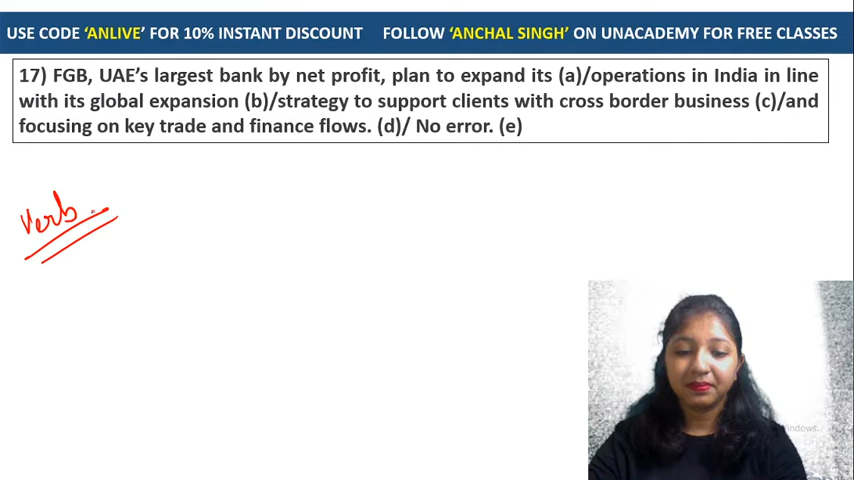 USE CODE ‘ANLIVE’ FOR 10% INSTANT DISCOUNT FOLLOW ‘ANCHAL SINGH’ ON UNACADEMY FOR FREE CLASSES
17) FGB, UAE’s largest bank by net profit, plan to expand its (a)/operations in India in line
with its global expansion (b)/strategy to support clients with cross border business (c)/and
focusing on key trade and finance flows. (d)/ No error. (e)
Verb
Windows.